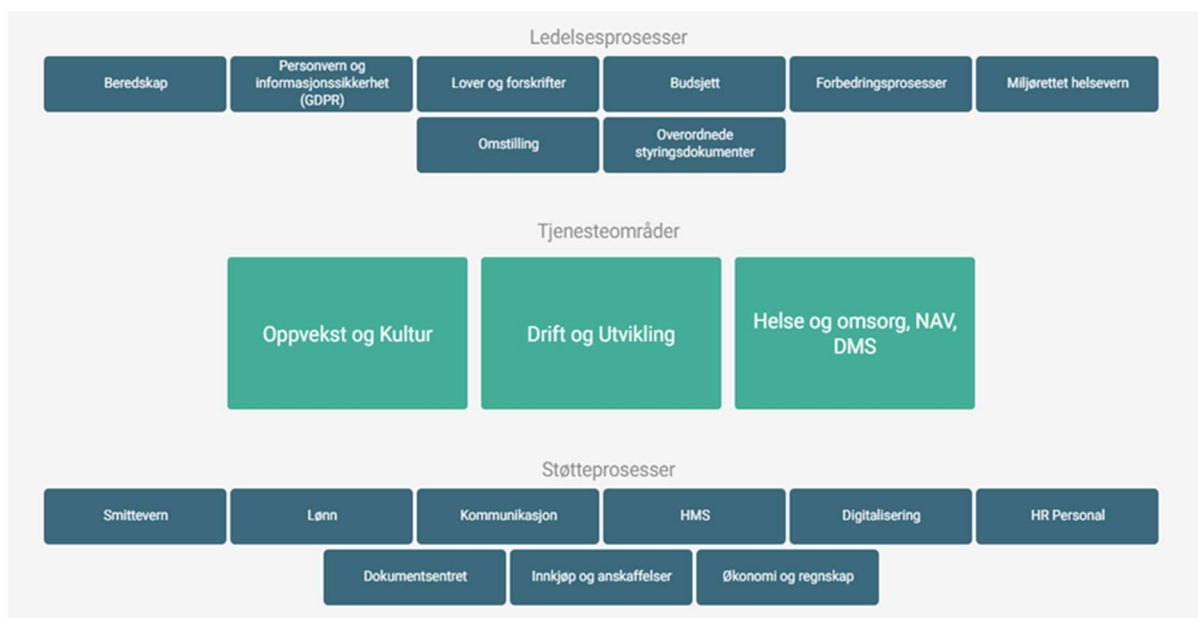 Ledelsesprosesser
Beredskap
Personvern og
informasjonssikkerhet
(GDPR)
Lover og forskrifter
Budsjett
Forbedringsprosesser
Miljørettet helsevern
Omstilling
Overordnede
styringsdokumenter
Tjenesteområder
Oppvekst og Kultur
Drift og Utvikling
Helse og omsorg, NAV,
DMS
Støtteprosesser
Smittevern
Lønn
Kommunikasjon
HMS
Digitalisering
HR Personal
Dokumentsentret
Innkjøp og anskaffelser
Økonomi og regnskap